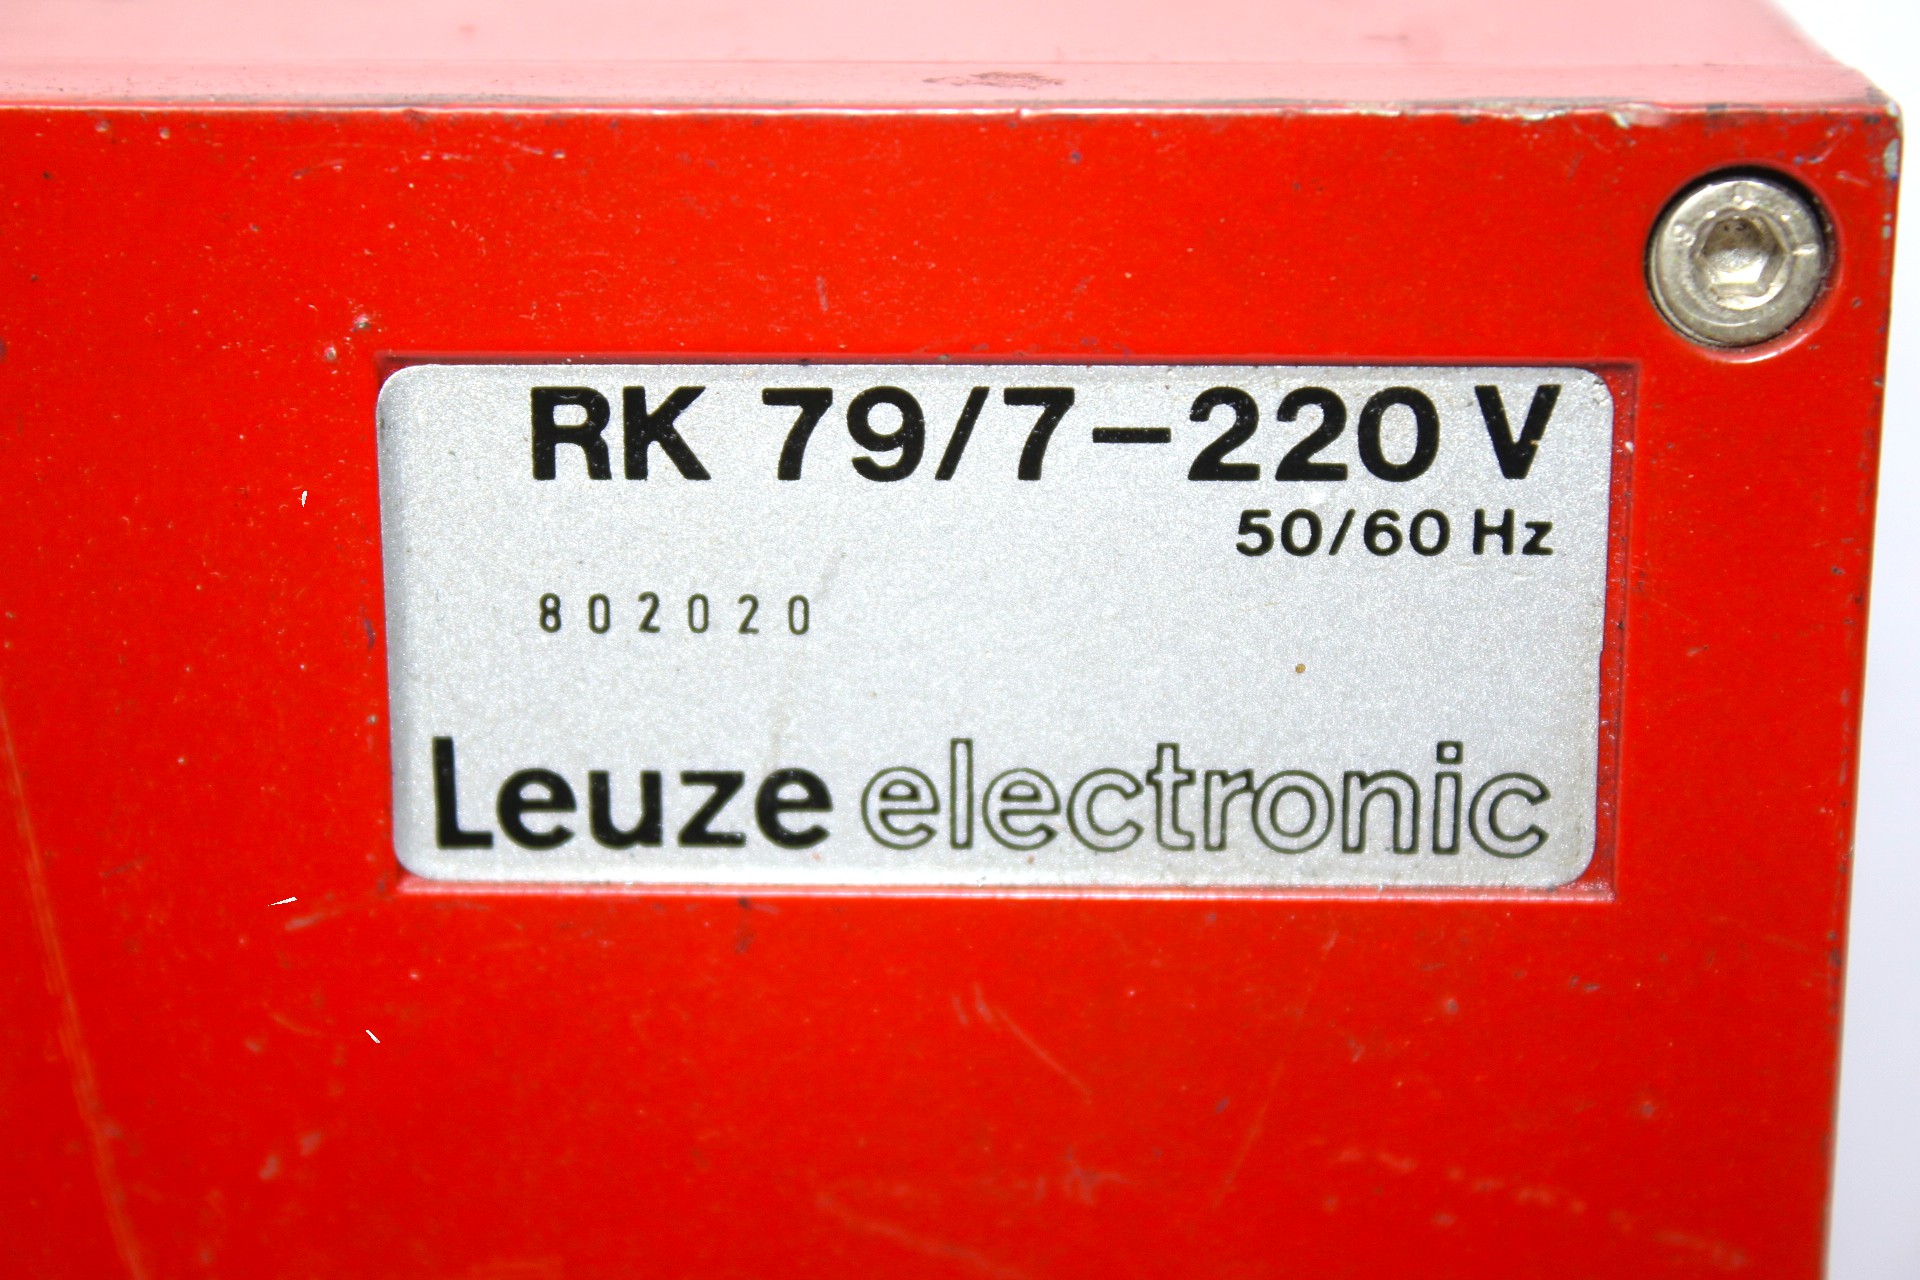 RK 79/7-220 V
50/60 Hz
802020
Leuze electronic